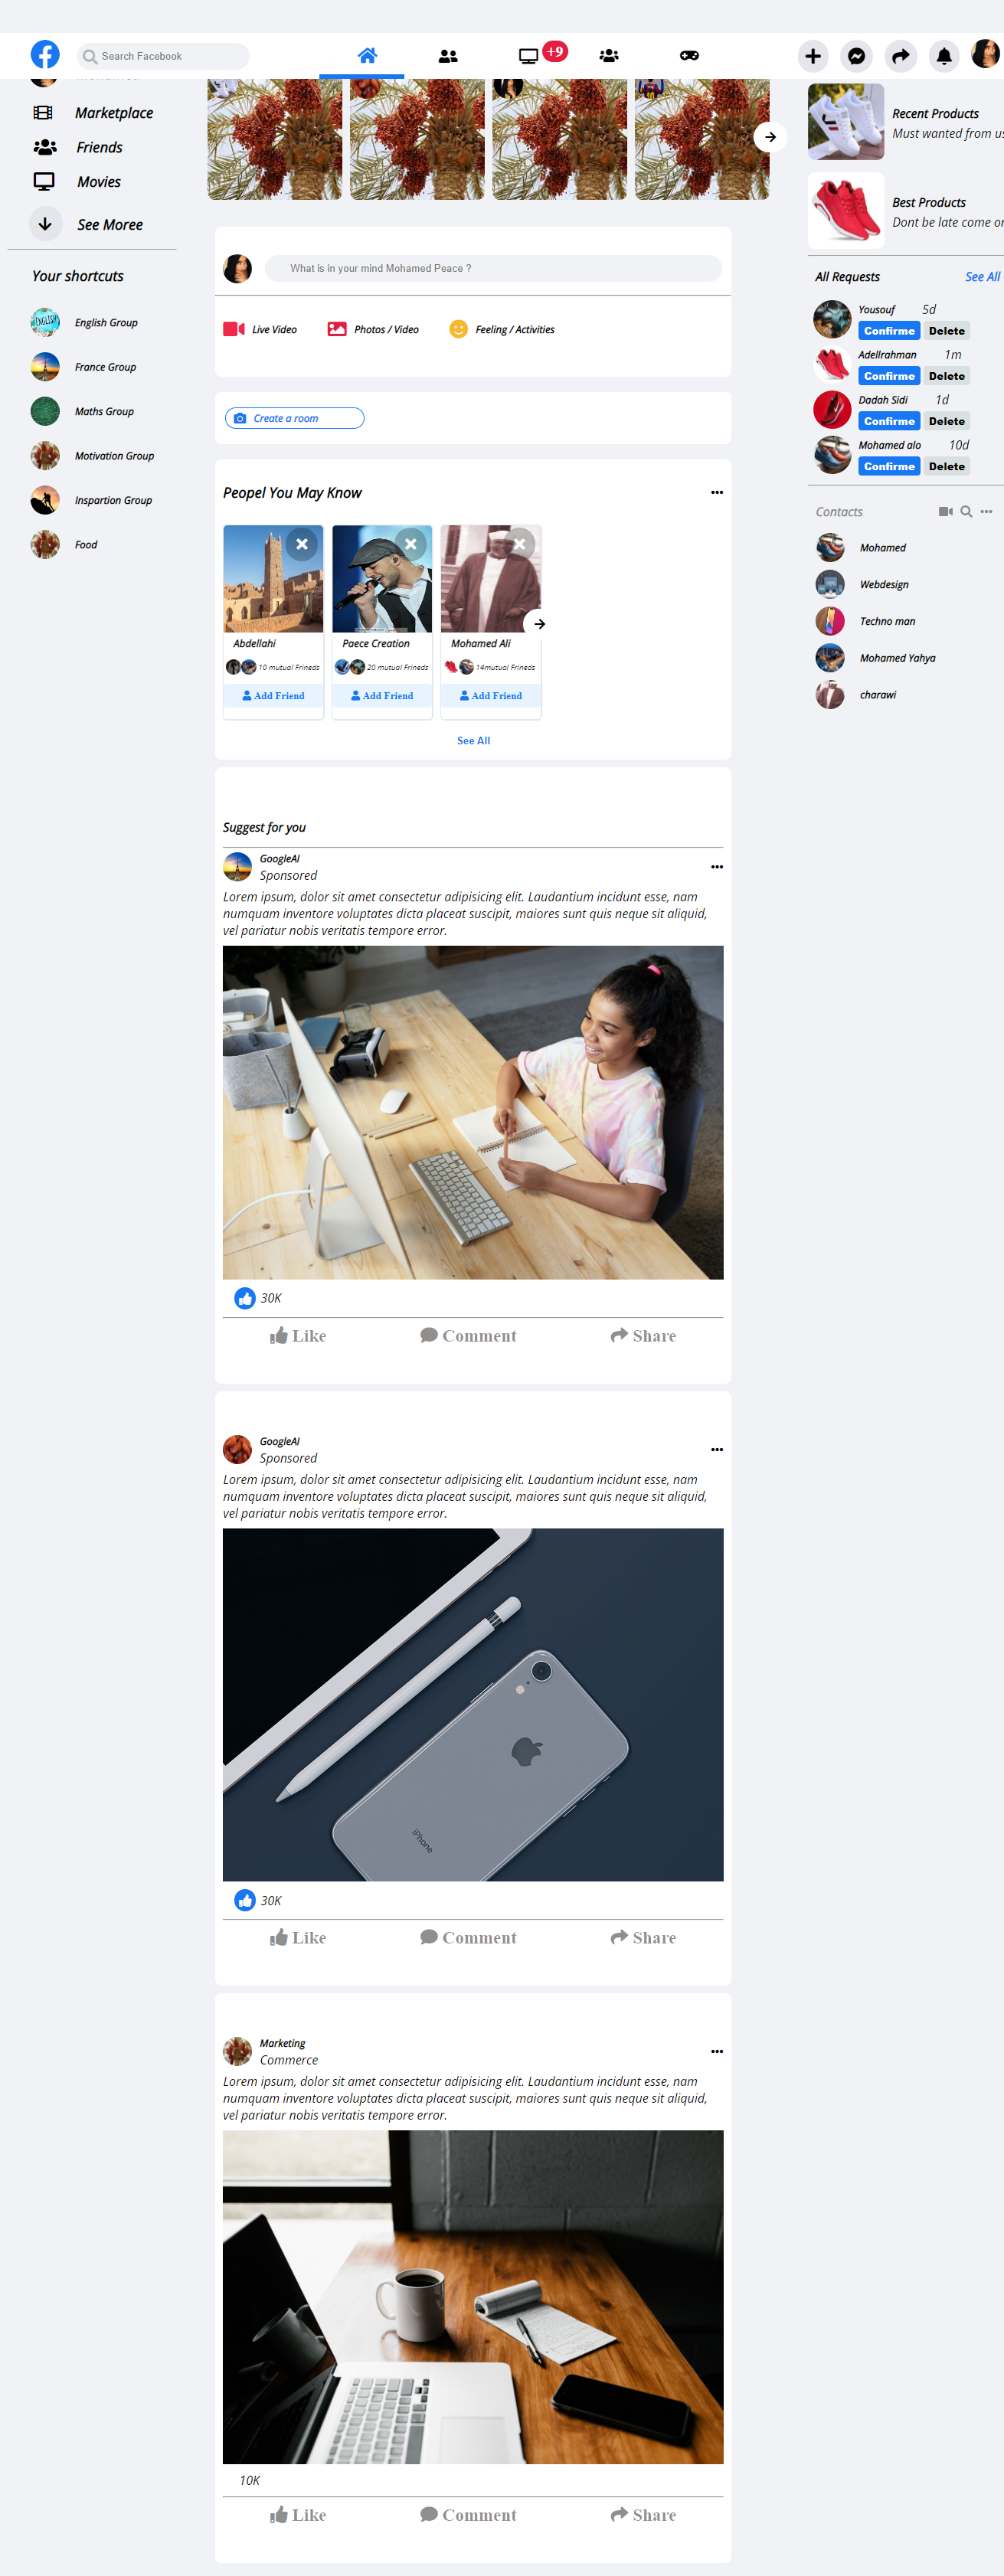 Search Facebook
+9
Marketplace
Friends
Movies
See Moree
Your shortcuts
English Group
France Group
Maths Group
Motivation Group
Inspartion Group
Food
What is in your mind Mohamed Peace ?
Live Video
Photos / Video
Feeling / Activities
Create a room
Peopel You May Know
Abdellahi
10 mutual Frineds
Add Friend
Paece Creation
20 mutual Frineds
Add Friend
Mohamed Ali
14mutual Frineds
Add Friend
See All
Suggest for you
GoogleAI
Sponsored
Lorem ipsum, dolor sit amet consectetur adipisicing elit. Laudantium incidunt esse, nam
numquam inventore voluptates dicta placeat suscipit, maiores sunt quis neque sit aliquid,
vel pariatur nobis veritatis tempore error.
30K
Like Comment Share
GoogleAI
Sponsored
Lorem ipsum, dolor sit amet consectetur adipisicing elit. Laudantium incidunt esse, nam
numquam inventore voluptates dicta placeat suscipit, maiores sunt quis neque sit aliquid,
vel pariatur nobis veritatis tempore error.
iPhone
30K
Like Comment Share
Marketing
Commerce
Lorem ipsum, dolor sit amet consectetur adipisicing elit. Laudantium incidunt esse, nam
numquam inventore voluptates dicta placeat suscipit, maiores sunt quis neque sit aliquid,
vel pariatur nobis veritatis tempore error.
10K
Like Comment Share
Recent Products
Must wanted from us
Best Products
Dont be late come or
All Requests See All
Yousouf 5d
Confirme Delete
Adellrahman 1m
Confirme Delete
Dadah Sidi 1d
Confirme Delete
Mohamed alo 10d
Confirme Delete
Contacts
Mohamed
Webdesign
Techno man
Mohamed Yahya
charawi